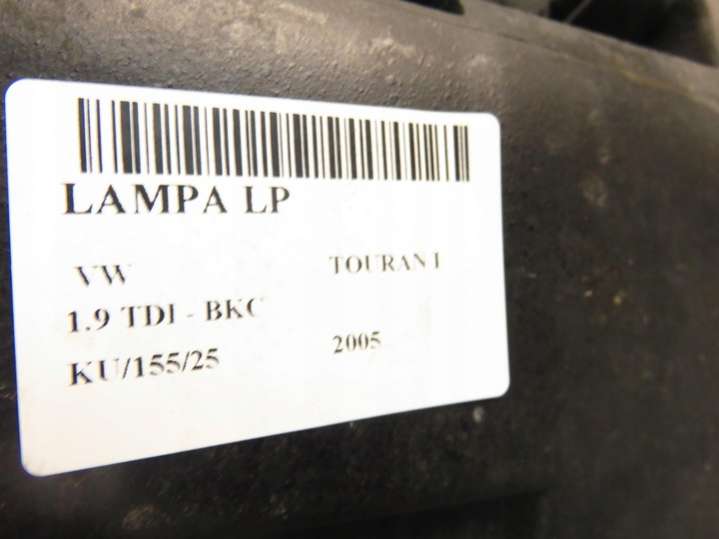 LAMPA LP
VW TOURAN I
1.9 TDI - BKC
KU/155/25 2005